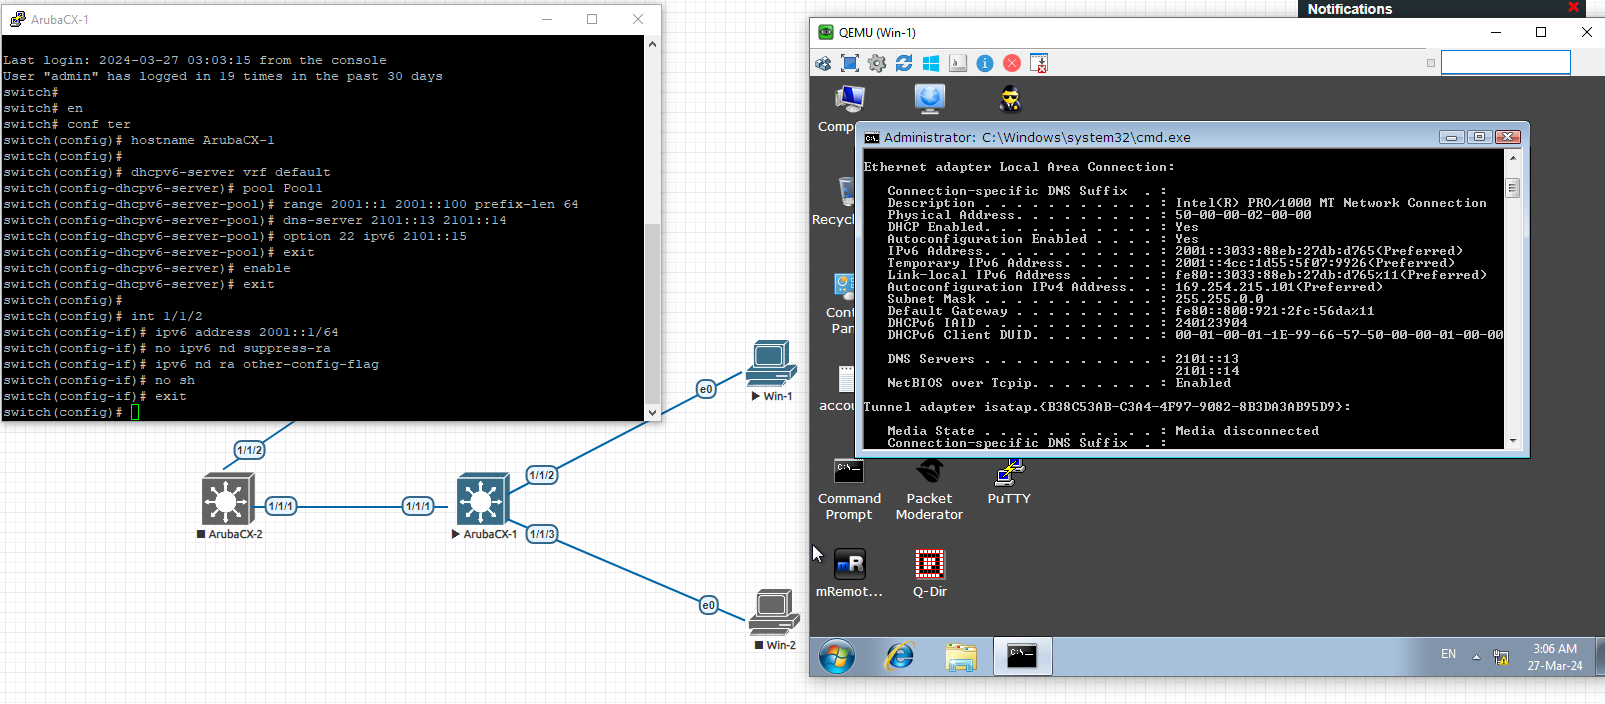 ArubaCX-1
Last login: 2024-03-27 03:03:15 from the console
User "admin" has logged in 19 times in the past 30 days
switch#
switch# en
switch# conf ter
switch(config)# hostname ArubaCX-1
switch(config)#
switch(config)# dhcpv6-server vrf default
switch(config-dhcpv6-server)# pool Pool1
switch(config-dhcpv6-server-pool)# range 2001::1 2001::100 prefix-len 64
switch(config-dhcpv6-server-pool)# dns-server 2101::13 2101::14
switch(config-dhcpv6-server-pool)# option 22 ipv6 2101::15
switch(config-dhcpv6-server-pool)# exit
switch(config-dhcpv6-server)# enable
switch(config-dhcpv6-server)# exit
switch(config)#
switch(config)# int 1/1/2
switch(config-if)# ipv6 address 2001::1/64
switch(config-if)# no ipv6 nd suppress-ra
switch(config-if)# ipv6 nd ra other-config-flag
switch(config-if)# no sh
switch(config-if)# exit
switch(config)#
1/1/2
1/1/1
ArubaCX-2
1/1/1
ArubaCX-1
1/1/2
1/1/3
e0
Win-1
e0
Win-2
Notifications
QEMU (Win-1)
Comp
Recycl
Cont
Pan
accou
Administrator: C:\Windows\system32\cmd.exe
Ethernet adapter Local Area Connection:
Connection-specific DNS Suffix . :
Description . . . . . . . . . . . : Intel(R) PRO/1000 MT Network Connection
Physical Address. . . . . . . . . : 50-00-00-02-00-00
DHCP Enabled. . . . . . . . . . . : Yes
Autoconfiguration Enabled . . . . : Yes
IPv6 Address. . . . . . . . . . . : 2001::3033:88eb:27db:d765(Preferred)
Temporary IPv6 Address. . . . . . : 2001::4cc:1d55:5f07:9926(Preferred)
Link-local IPv6 Address . . . . . : fe80::3033:88eb:27db:d765%11(Preferred)
Autoconfiguration IPv4 Address. . : 169.254.215.101(Preferred)
Subnet Mask . . . . . . . . . . . : 255.255.0.0
Default Gateway . . . . . . . . . : fe80::800:921:2fc:56da%11
DHCPv6 IAID . . . . . . . . . . . : 240123904
DHCPv6 Client DUID. . . . . . . . : 00-01-00-01-1E-99-66-57-50-00-00-01-00-00
DNS Servers . . . . . . . . . . . : 2101::13
2101::14
NetBIOS over Tcpip. . . . . . . . : Enabled
Tunnel adapter isatap.{B38C53AB-C3A4-4F97-9082-8B3DA3AB95D9}:
Media State . . . . . . . . . . . : Media disconnected
Connection-specific DNS Suffix . :
Command
Prompt
Packet
Moderator
PuTTY
mR
mRemot...
Q-Dir
EN
3:06 AM
27-Mar-24